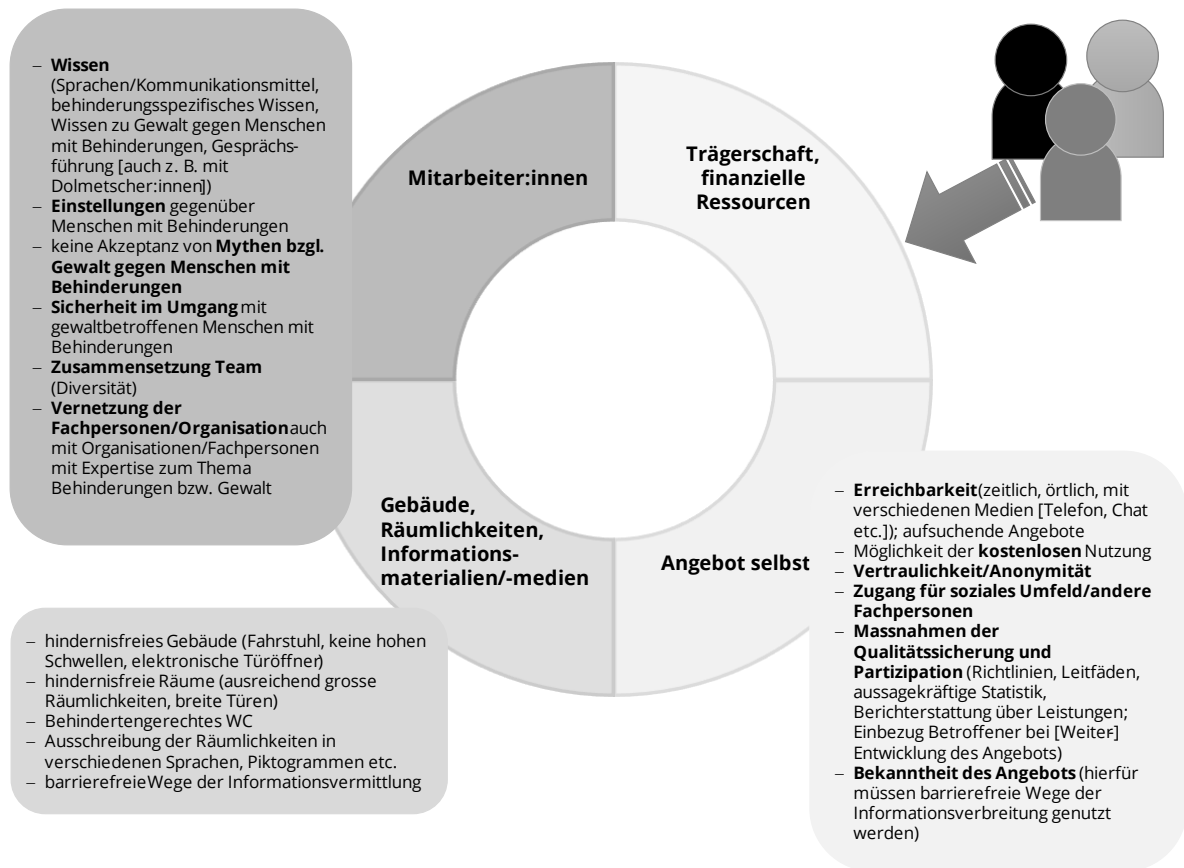 – Wissen
(Sprachen/Kommunikationsmittel,
behinderungsspezifisches Wissen,
Wissen zu Gewalt gegen Menschen
mit Behinderungen, Gesprächs-
führung [auch z. B. mit
Dolmetscher:innen])
– Einstellungen gegenüber
Menschen mit Behinderungen
– keine Akzeptanz von Mythen bzgl.
Gewalt gegen Menschen mit
Behinderungen
– Sicherheit im Umgang mit
gewaltbetroffenen Menschen mit
Behinderungen
– Zusammensetzung Team
(Diversität)
– Vernetzung der
Fachpersonen/Organisation auch
mit Organisationen/Fachpersonen
mit Expertise zum Thema
Behinderungen bzw. Gewalt
Mitarbeiter:innen
Trägerschaft,
finanzielle
Ressourcen
Gebäude,
Räumlichkeiten,
Informations-
materialien/-medien
Angebot selbst
– hindernisfreies Gebäude (Fahrstuhl, keine hohen
Schwellen, elektronische Türöffner)
– hindernisfreie Räume (ausreichend grosse
Räumlichkeiten, breite Türen)
– Behindertengerechtes WC
– Ausschreibung der Räumlichkeiten in
verschiedenen Sprachen, Piktogrammen etc.
– barrierefreie Wege der Informationsvermittlung
– Erreichbarkeit (zeitlich, örtlich, mit
verschiedenen Medien [Telefon, Chat
etc.]); aufsuchende Angebote
– Möglichkeit der kostenlosen Nutzung
– Vertraulichkeit/Anonymität
– Zugang für soziales Umfeld/andere
Fachpersonen
– Massnahmen der
Qualitätssicherung und
Partizipation (Richtlinien, Leitfäden,
aussagekräftige Statistik,
Berichterstattung über Leistungen;
Einbezug Betroffener bei [Weiter-]
Entwicklung des Angebots)
– Bekanntheit des Angebots (hierfür
müssen barrierefreie Wege der
Informationsverbreitung genutzt
werden)